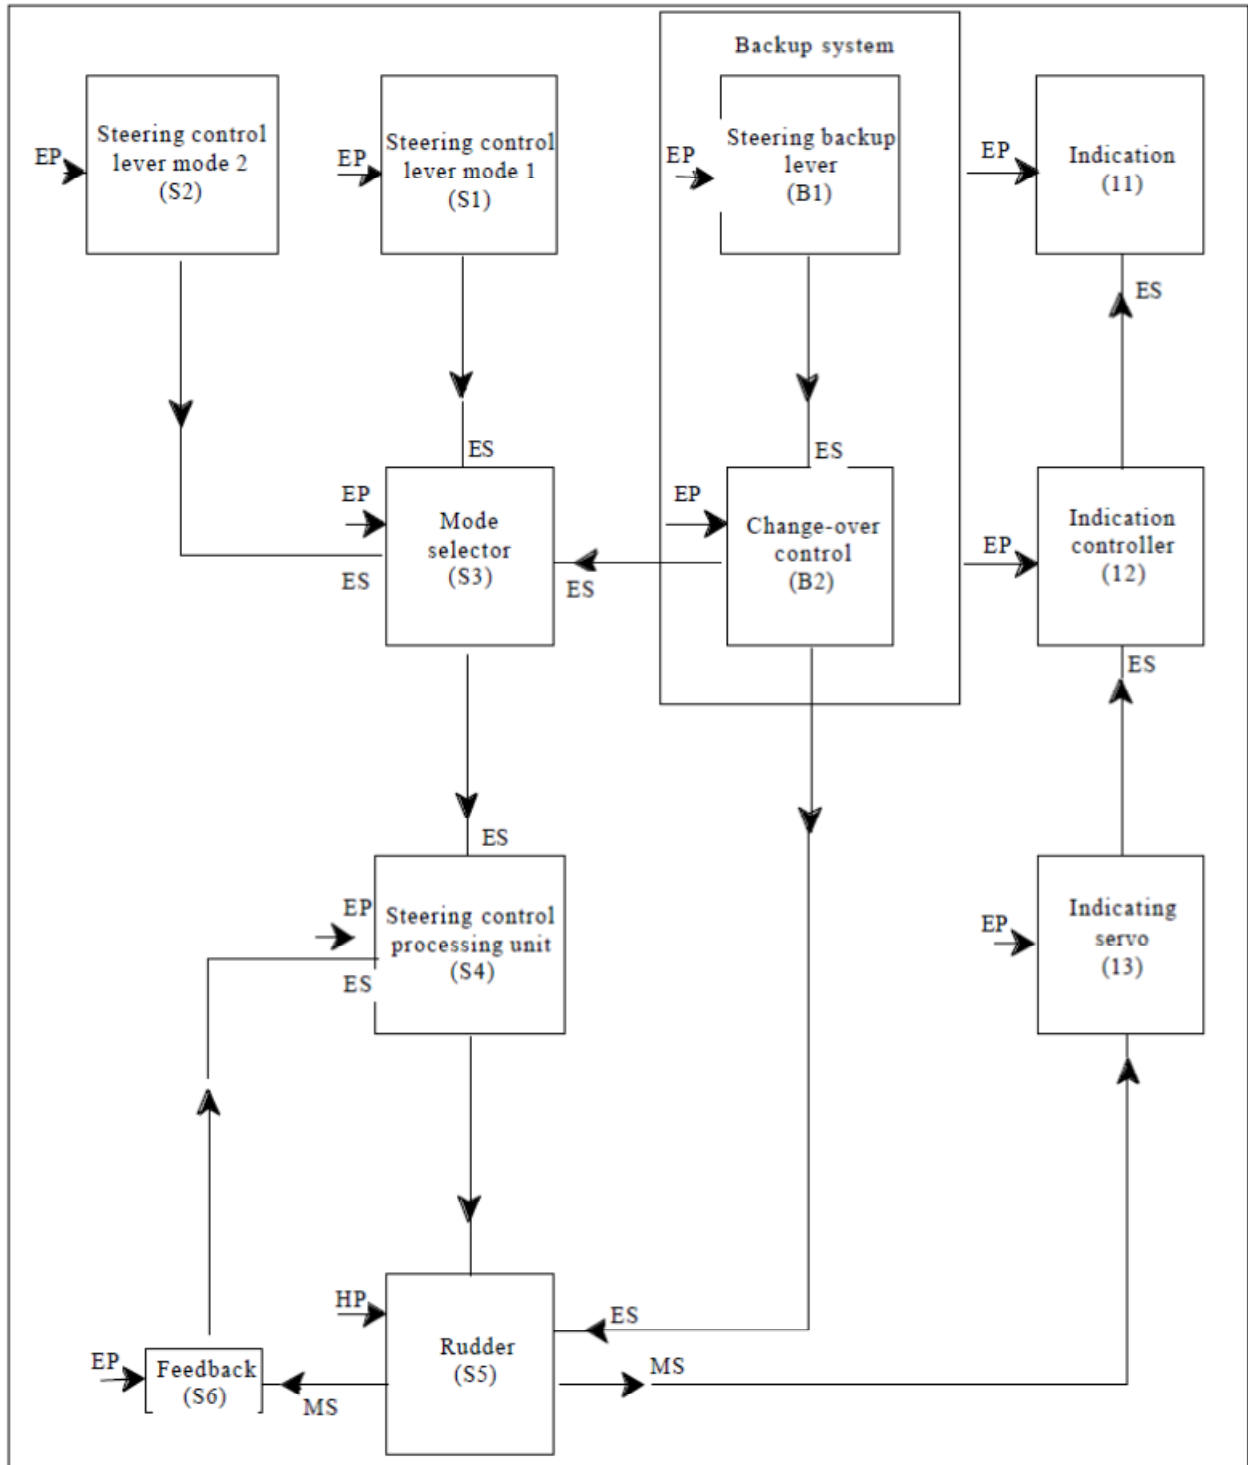 Backup system
Steering control
lever mode 2
(S2)
EP
Steering control
lever mode 1
(S1)
EP
Steering backup
lever
(B1)
EP
Indication
(11)
EP
ES
ES
ES
EP
Mode
selector
(S3)
ES
ES
EP
Change-over
control
(B2)
EP
Indication
controller
(12)
ES
ES
EP
Steering control
processing unit
(S4)
ES
EP
Indicating
servo
(13)
HP
Rudder
(S5)
ES
MS
EP
Feedback
(S6)
MS